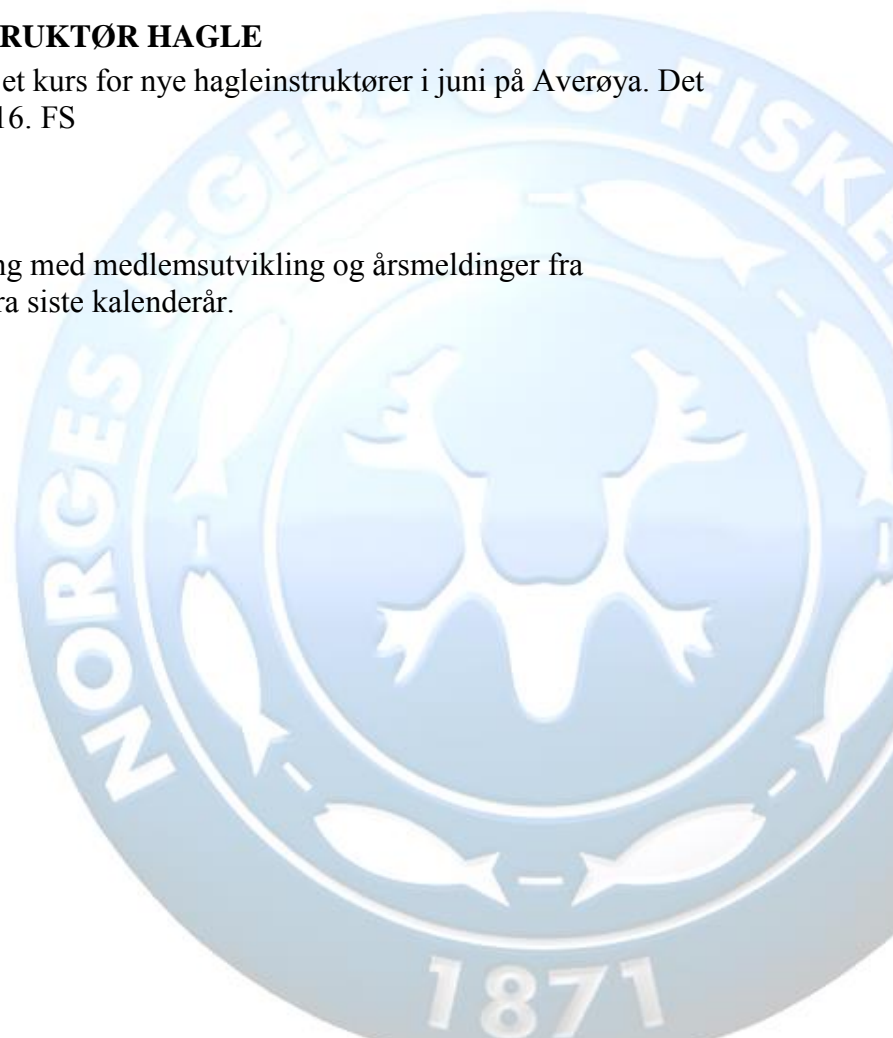 RUKTØR HAGLE
et kurs for nye hagleinstruktører i juni på Averøya. Det
16. FS
ng med medlemsutvikling og årsmeldinger fra
ra siste kalenderår.
NORGES JEGER- OG FISKE
1871